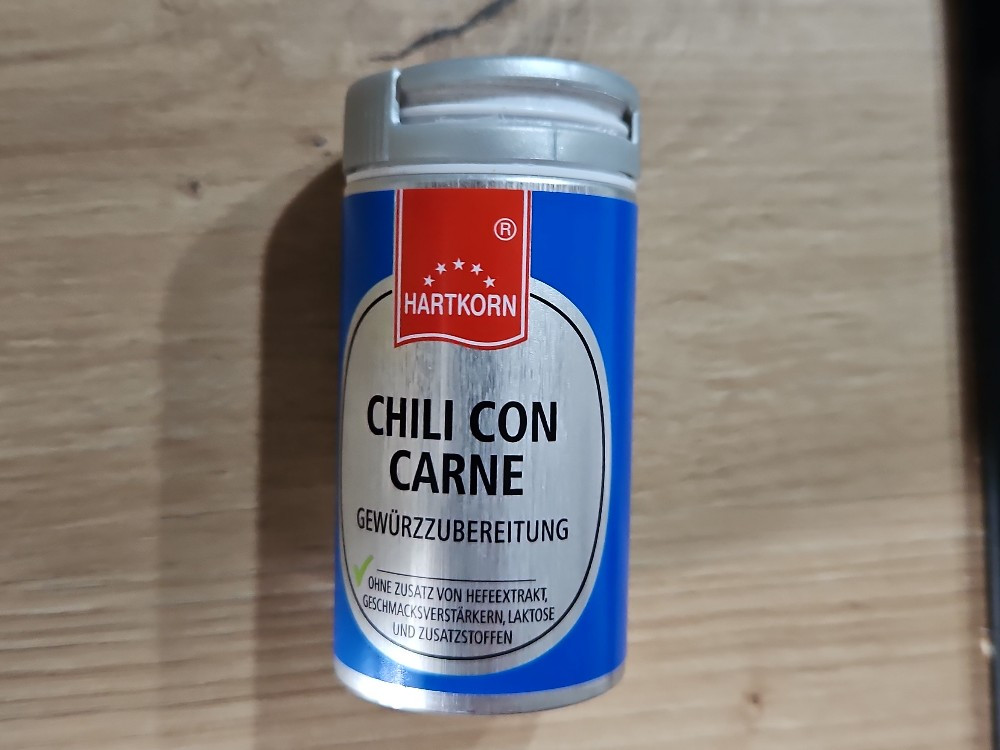 ®
HARTKORN
CHILI CON
CARNE
GEWÜRZZUBEREITUNG
OHNE ZUSATZ VON HEFEEXTRAKT,
GESCHMACKSVERSTÄRKERN, LAKTOSE
UND ZUSATZSTOFFEN